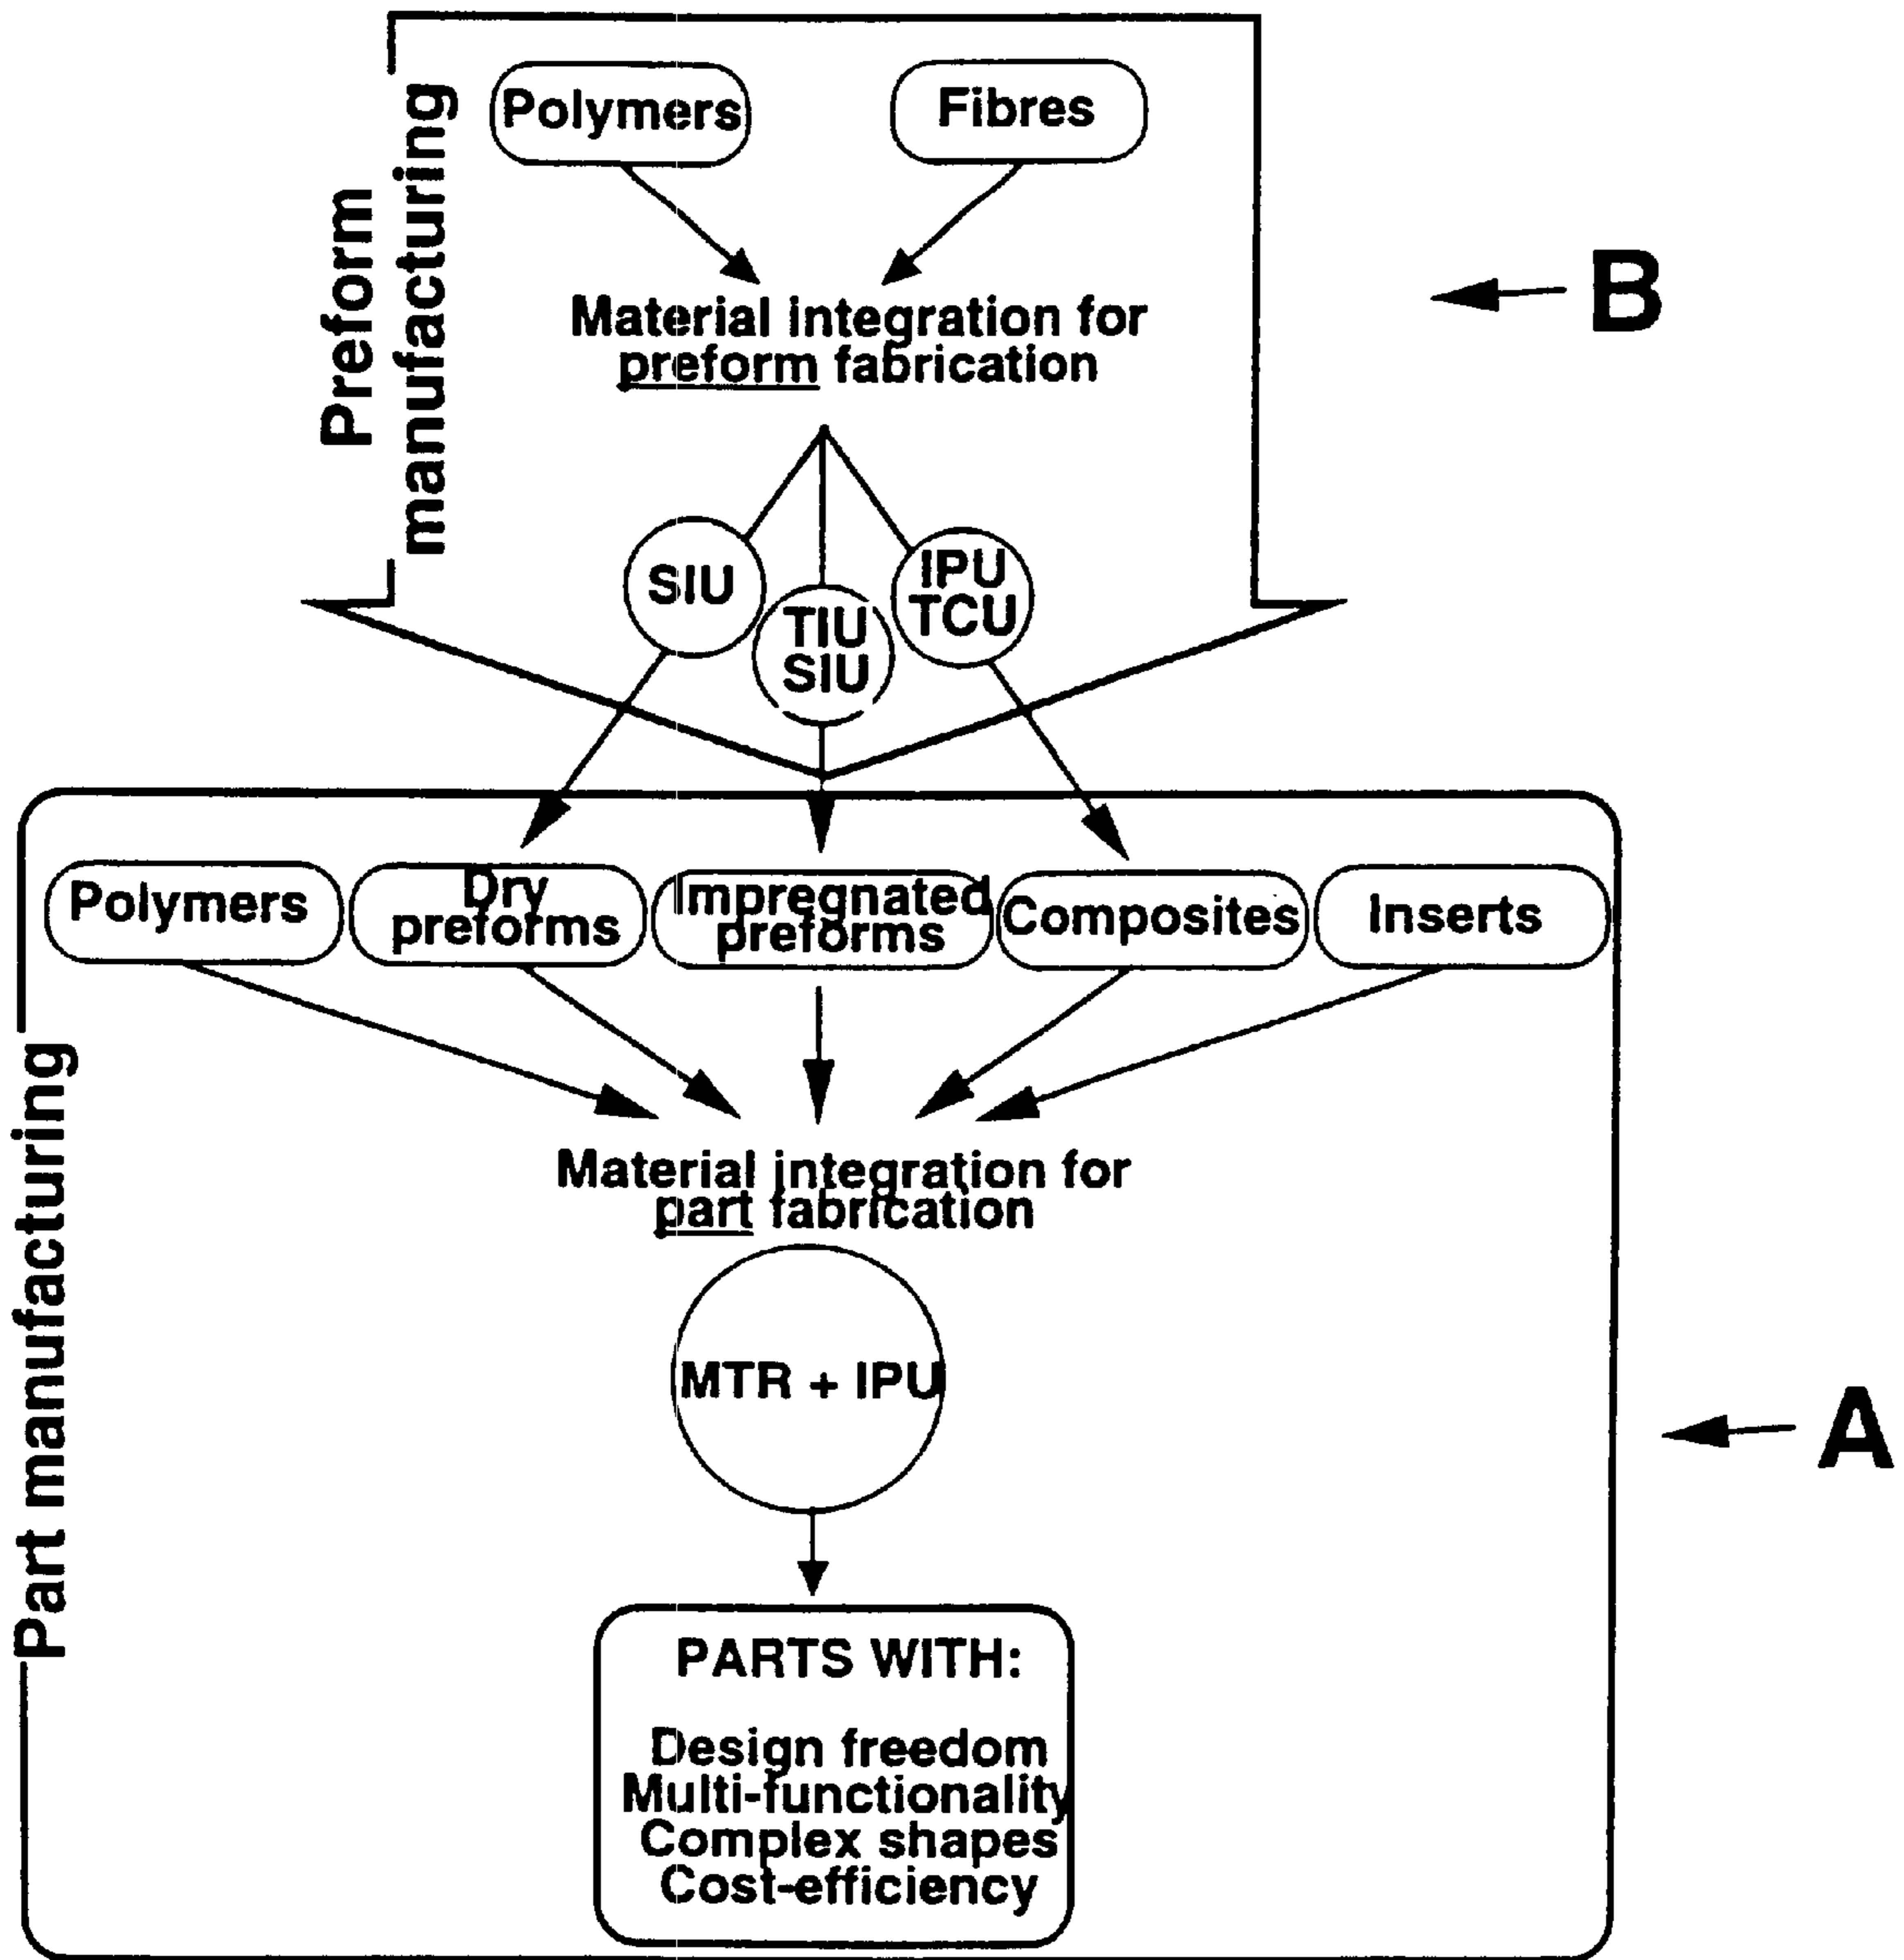 Preform
manufacturing
Polymers
Fibres
Material integration for
preform fabrication
B
SIU
TIU
SIU
IPU
TCU
Part manufacturing
Polymers
Dry
preforms
Impregnated
preforms
Composites
Inserts
Material integration for
part fabrication
MTR + IPU
A
PARTS WITH:
Design freedom
Multi-functionality
Complex shapes
Cost-efficiency